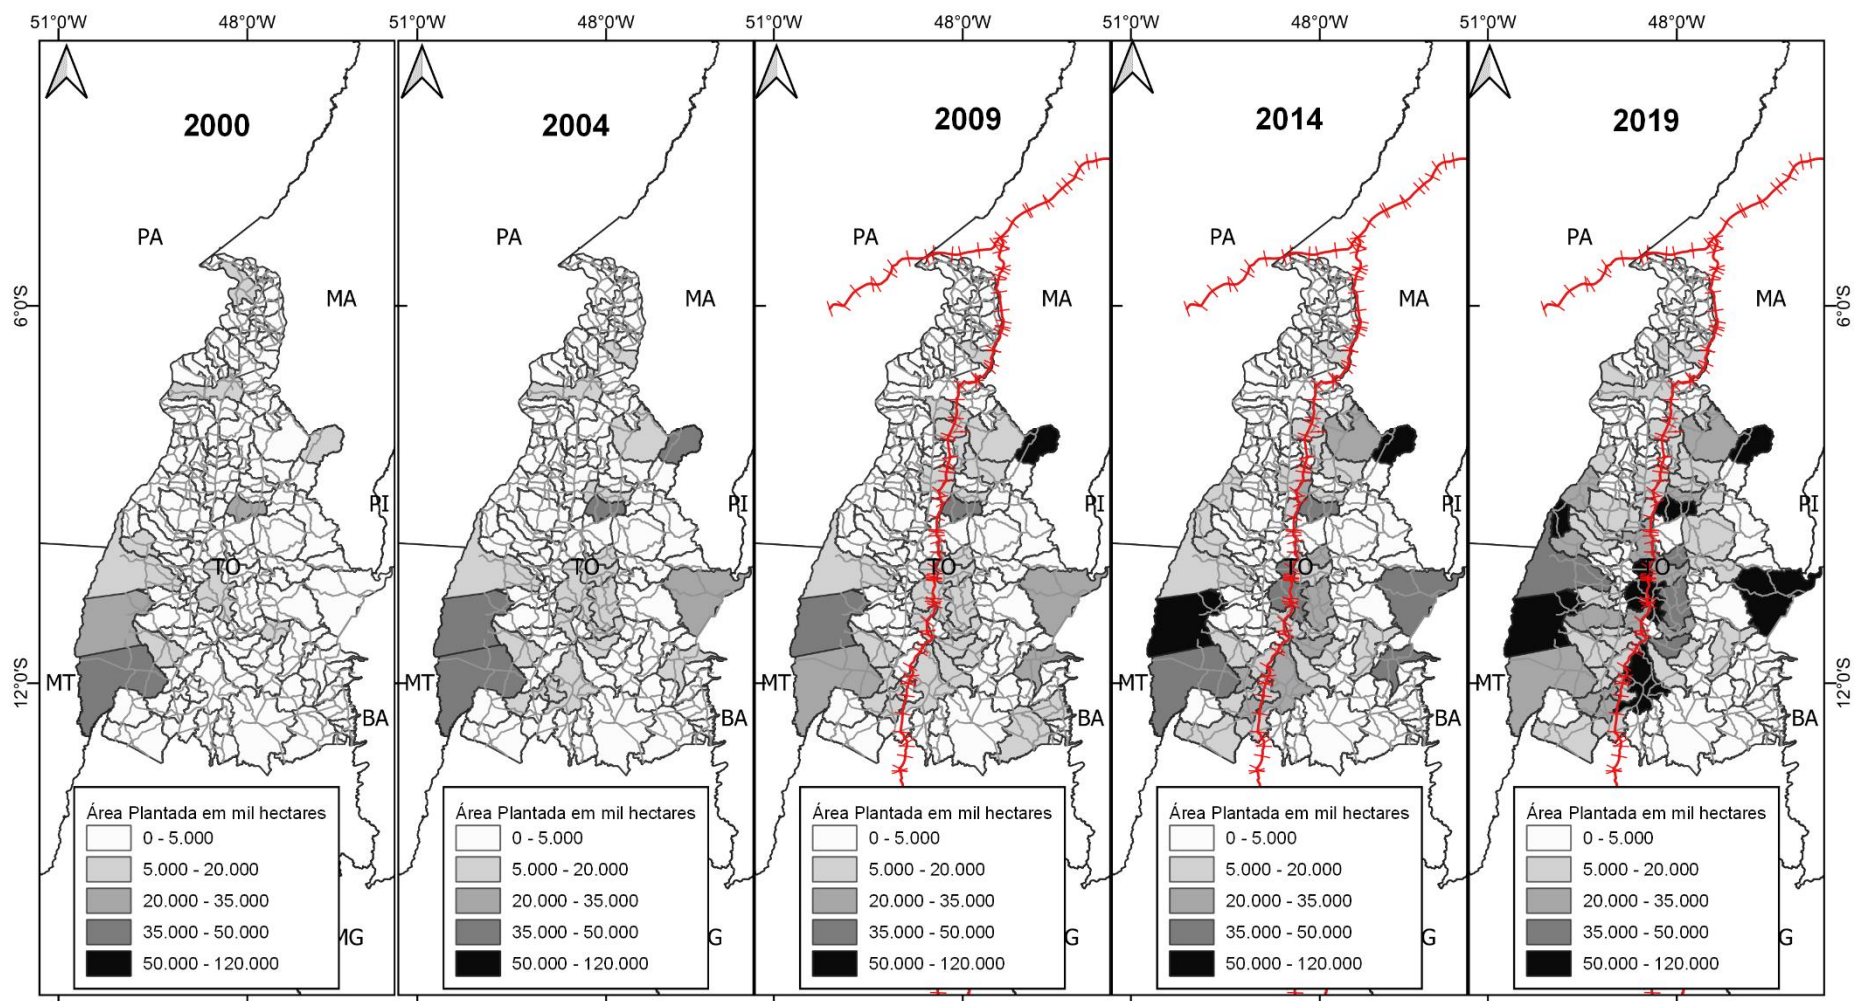 51°0'W 48°0'W 51°0'W 48°0'W 51°0'W 48°0'W 51°0'W 48°0'W 51°0'W 48°0'W
2000
PA
MA
PI
TO
MT
BA
MG
6°0'S
12°0'S
Área Plantada em mil hectares
0 - 5.000
5.000 - 20.000
20.000 - 35.000
35.000 - 50.000
50.000 - 120.000
2004
PA
MA
PI
TO
MT
BA
G
Área Plantada em mil hectares
0 - 5.000
5.000 - 20.000
20.000 - 35.000
35.000 - 50.000
50.000 - 120.000
2009
PA
MA
PI
TO
MT
BA
G
Área Plantada em mil hectares
0 - 5.000
5.000 - 20.000
20.000 - 35.000
35.000 - 50.000
50.000 - 120.000
2014
PA
MA
PI
TO
MT
BA
G
Área Plantada em mil hectares
0 - 5.000
5.000 - 20.000
20.000 - 35.000
35.000 - 50.000
50.000 - 120.000
2019
PA
MA
PI
TO
MT
BA
G
6°0'S
12°0'S
Área Plantada em mil hectares
0 - 5.000
5.000 - 20.000
20.000 - 35.000
35.000 - 50.000
50.000 - 120.000